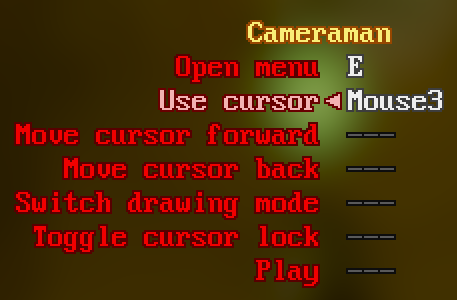 Cameraman
Open menu E
Use cursor Mouse3
Move cursor forward ---
Move cursor back ---
Switch drawing mode ---
Toggle cursor lock ---
Play ---